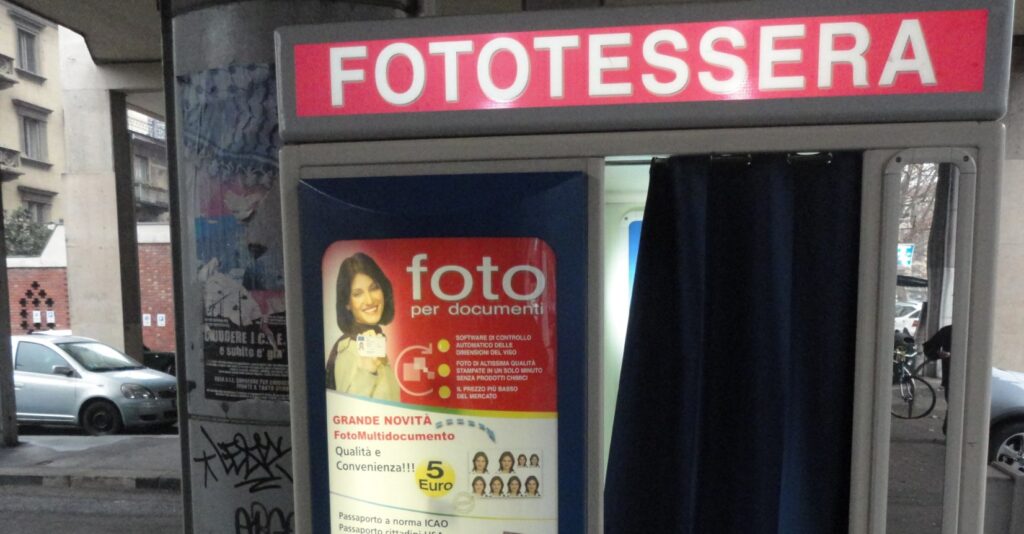 FOTOTESSERA
foto
per documenti
SOFTWARE DI CONTROLLO
AUTOMATICO DELLE
DIMENSIONI DEL VISO
FOTO DI ALTISSIMA QUALITÀ
STAMPATE IN UN SOLO MINUTO
SENZA PRODOTTI CHIMICI
IL PREZZO PIÙ BASSO
DEL MERCATO
GRANDE NOVITÀ
FotoMultidocumento
Qualità e
Convenienza!!!
5
Euro
Passaporto a norma ICAO
Passaporto cittadini USA
e subito e' già